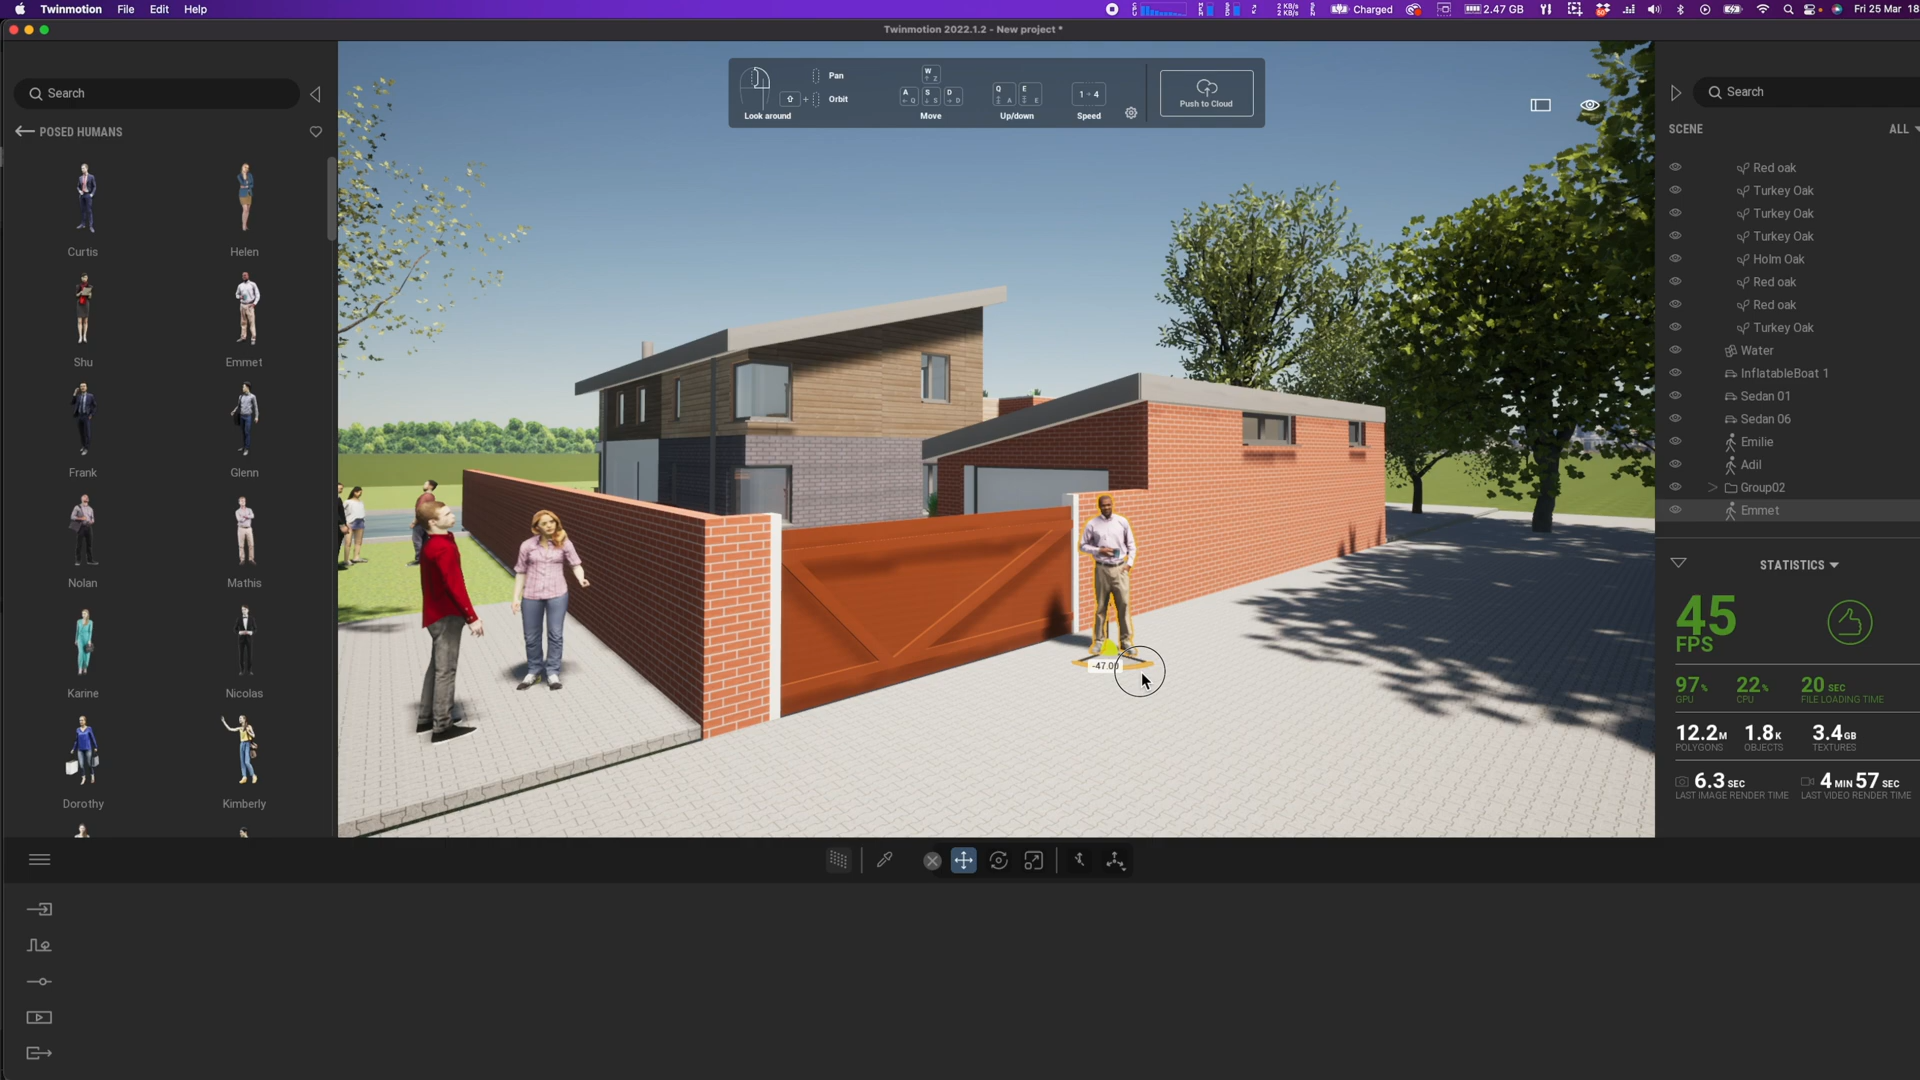 Twinmotion File Edit Help
2 KB/s
2 KB/s
Charged
2.47 GB
Fri 25 Mar 18
Twinmotion 2022.1.2 - New project *
Search
POSED HUMANS
Curtis Helen
Shu Emmet
Frank Glenn
Nolan Mathis
Karine Nicolas
Dorothy Kimberly
Pan
Orbit
Look around
W
↑ Z
A
← Q
S
↓ S
D
→ D
Move
Q
E
Up/down
1→4
Speed
Push to Cloud
-47.00
Search
SCENE ALL
Red oak
Turkey Oak
Turkey Oak
Turkey Oak
Holm Oak
Red oak
Red oak
Turkey Oak
Water
InflatableBoat 1
Sedan 01
Sedan 06
Emilie
Adil
> Group02
Emmet
STATISTICS
45
FPS
97% 22% 20 SEC
GPU CPU FILE LOADING TIME
12.2M 1.8K 3.4GB
POLYGONS OBJECTS TEXTURES
6.3 SEC 4 MIN 57 SEC
LAST IMAGE RENDER TIME LAST VIDEO RENDER TIME